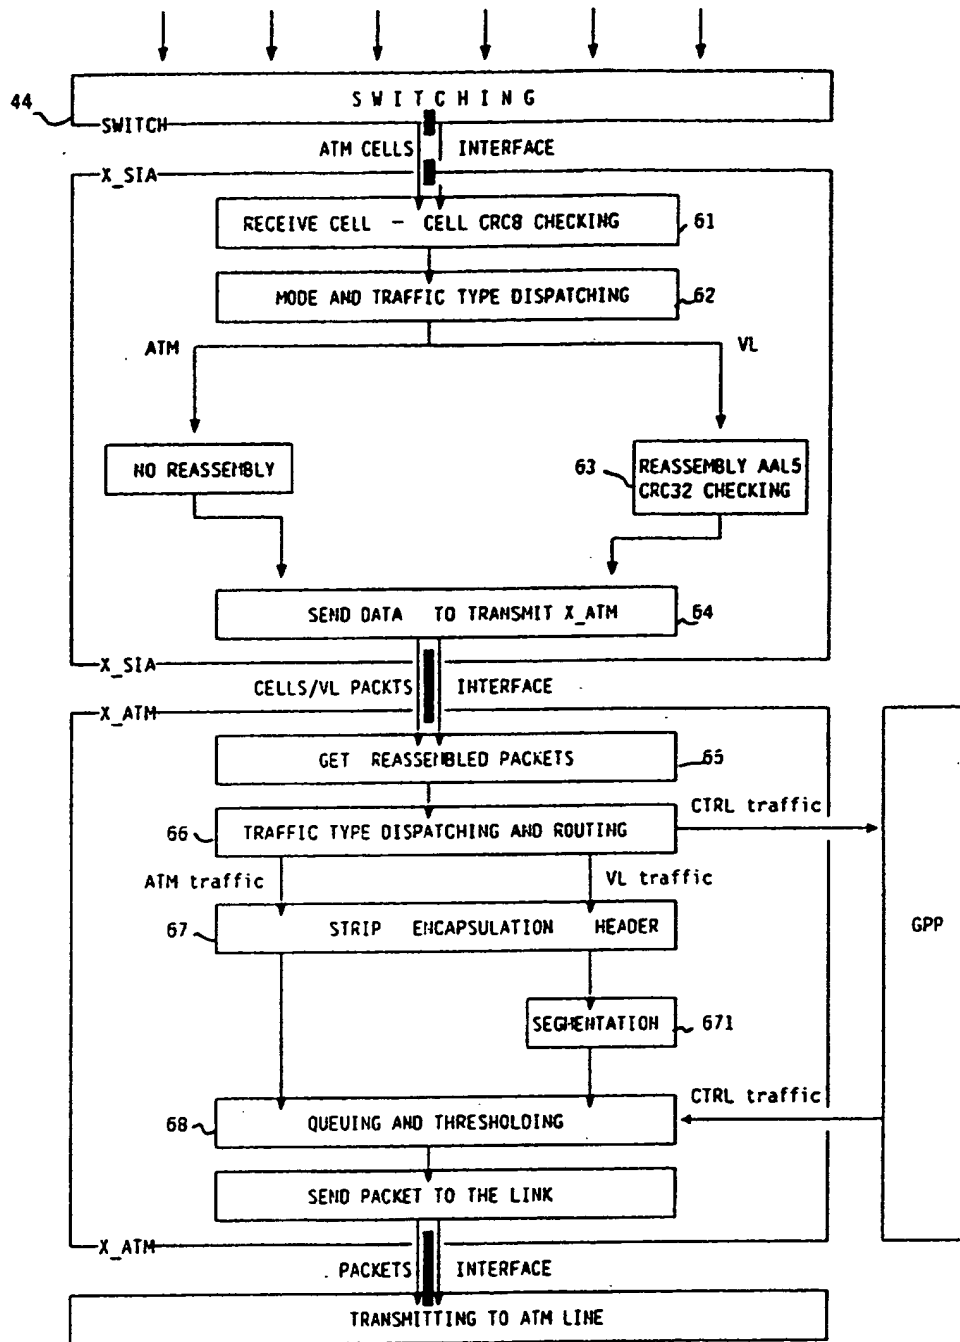 SWITCHING
44
SWITCH
ATM CELLS INTERFACE
X_SIA
RECEIVE CELL - CELL CRC8 CHECKING
61
MODE AND TRAFFIC TYPE DISPATCHING
62
ATM
VL
NO REASSEMBLY
63
REASSEMBLY AAL5
CRC32 CHECKING
SEND DATA TO TRANSMIT X_ATM
64
X_SIA
CELLS/VL PACKTS INTERFACE
X_ATM
GET REASSEMBLED PACKETS
65
CTRL traffic
66
TRAFFIC TYPE DISPATCHING AND ROUTING
ATM traffic
VL traffic
67
STRIP ENCAPSULATION HEADER
GPP
SEGMENTATION
671
CTRL traffic
68
QUEUING AND THRESHOLDING
SEND PACKET TO THE LINK
X_ATM
PACKETS INTERFACE
TRANSMITTING TO ATM LINE